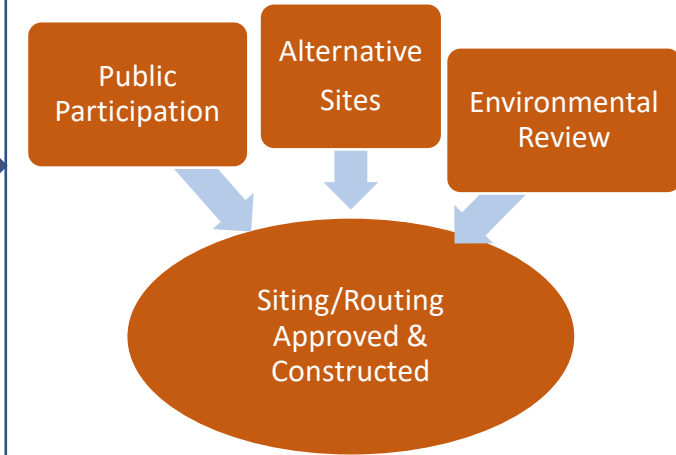 Public
Participation
Alternative
Sites
Environmental
Review
Siting/Routing
Approved &
Constructed